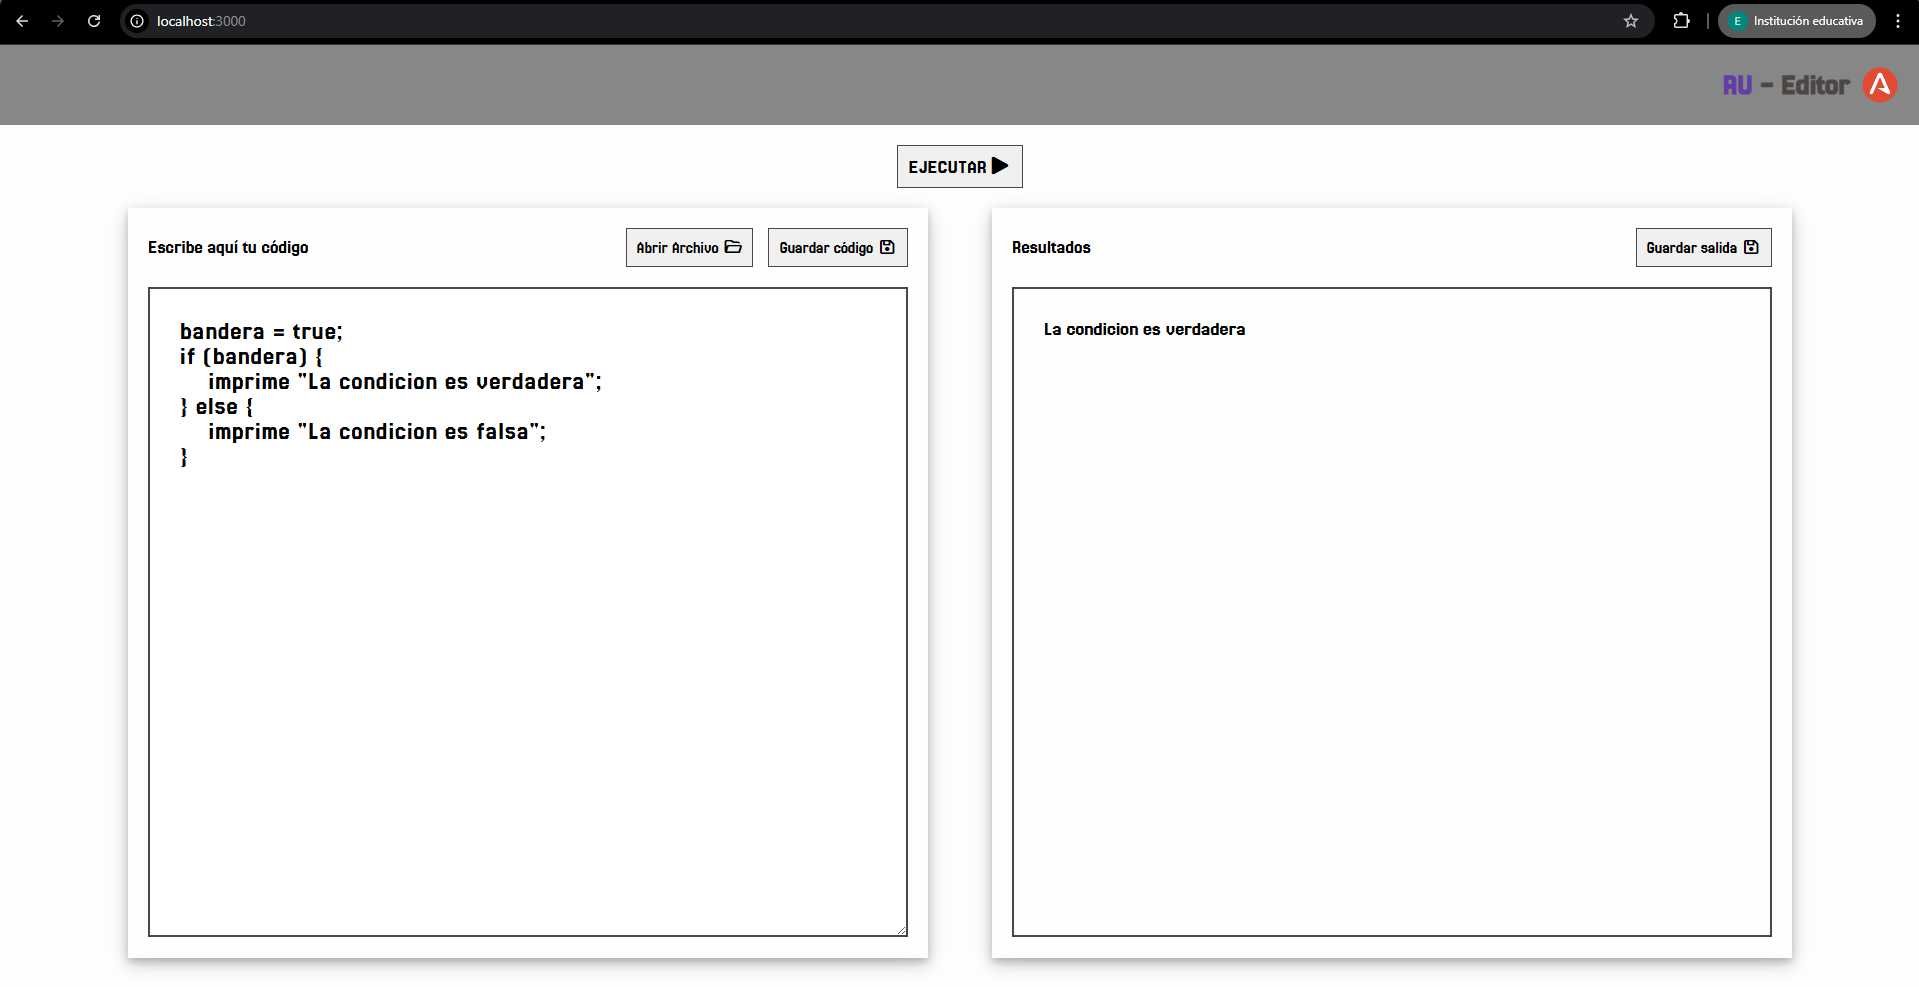 localhost:3000
E Institución educativa
RU - Editor
EJECUTAR
Escribe aquí tu código
Abrir Archivo
Guardar código
bandera = true;
if (bandera) {
    imprime "La condicion es verdadera";
} else {
    imprime "La condicion es falsa";
}
Resultados
Guardar salida
La condicion es verdadera